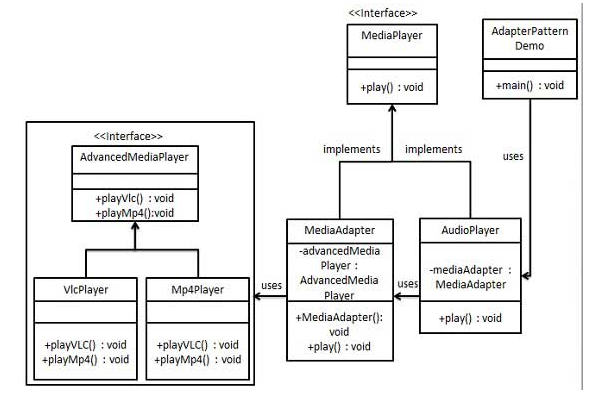 <<Interface>>
MediaPlayer
+play() : void
AdapterPattern
Demo
+main() : void
implements
implements
uses
<<Interface>>
AdvancedMediaPlayer
+playVlc() : void
+playMp4():void
VlcPlayer
+playVLC() : void
+playMp4() : void
Mp4Player
+playVLC() : void
+playMp4() : void
uses
MediaAdapter
-advancedMedia
Player :
AdvancedMedia
Player
+MediaAdapter():
void
+play() : void
uses
AudioPlayer
-mediaAdapter :
MediaAdapter
+play() : void